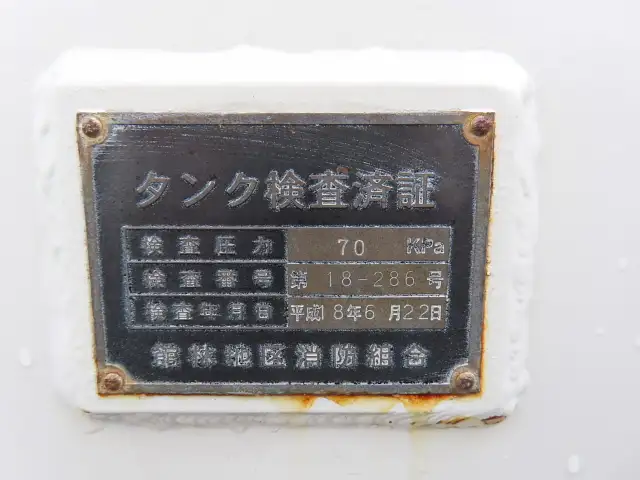 タンク検査済証
検査圧力 70 KPa
検査番号 第 18-286 号
検査年月日 平成18年6月22日
館林地区消防組合